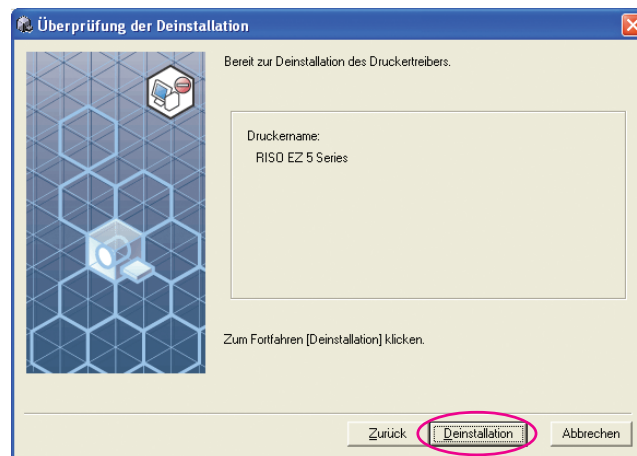 Überprüfung der Deinstallation
Bereit zur Deinstallation des Druckertreibers.
Druckername:
RISO EZ 5 Series
Zum Fortfahren [Deinstallation] klicken.
Zurück
Deinstallation
Abbrechen